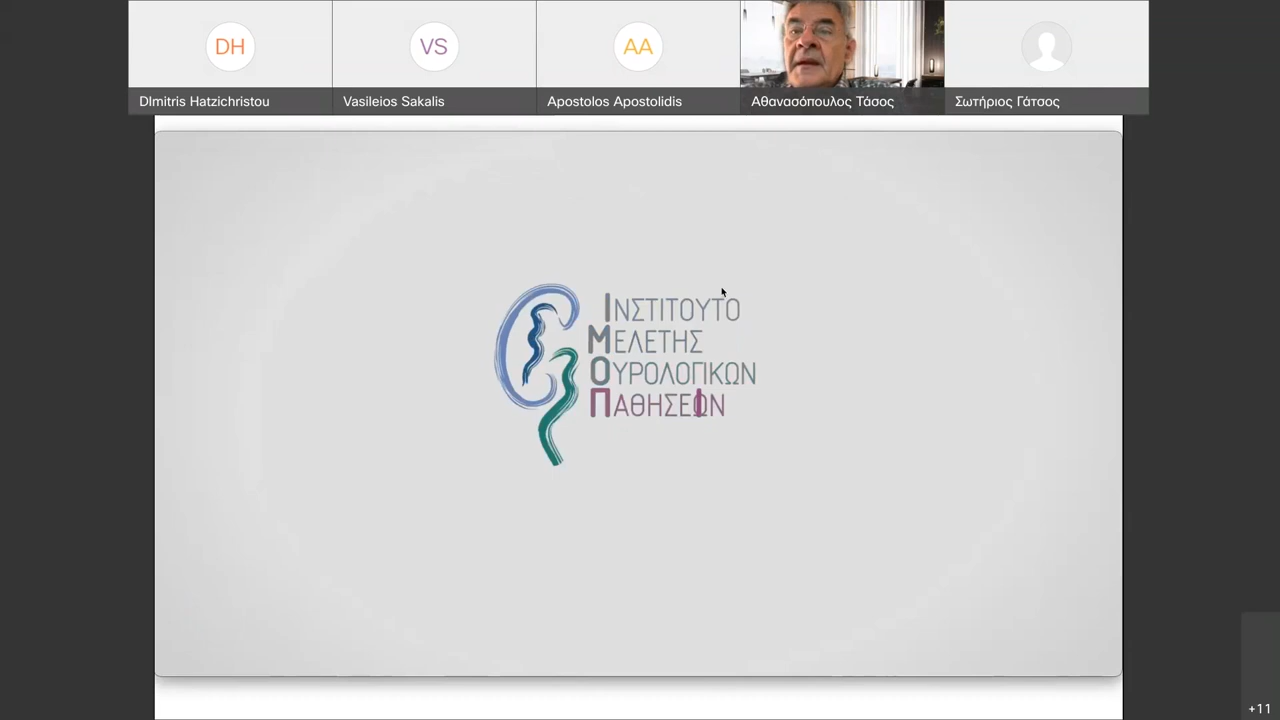 DH
VS
AA
DImitris Hatzichristou
Vasileios Sakalis
Apostolos Apostolidis
Αθανασόπουλος Τάσος
Σωτήριος Γάτσος
ΙΝΣΤΙΤΟΥΤΟ
ΜΕΛΕΤΗΣ
ΟΥΡΟΛΟΓΙΚΩΝ
ΠΑΘΗΣΕΩΝ
+11